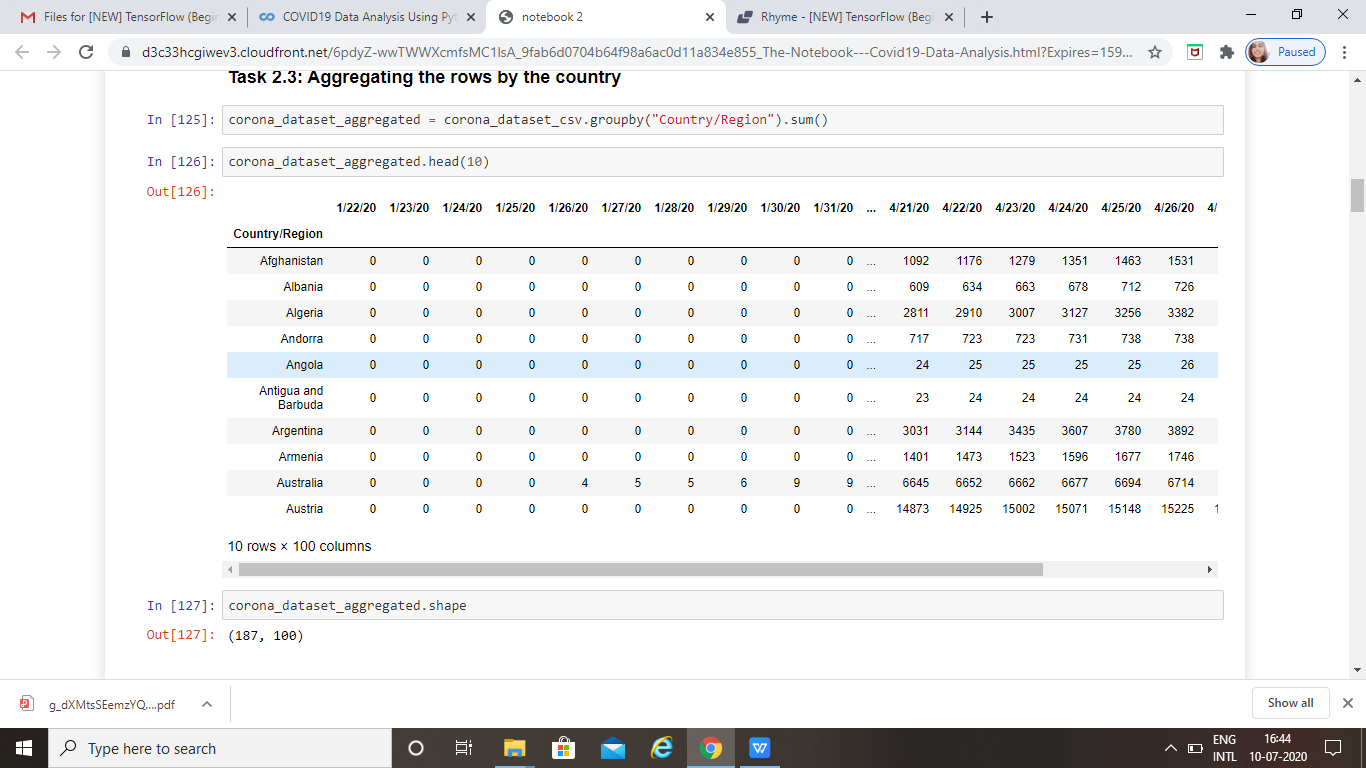 Files for [NEW] TensorFlow (Begin
COVID19 Data Analysis Using Pyt
notebook 2
Rhyme - [NEW] TensorFlow (Begi
d3c33hcgiwev3.cloudfront.net/6pdyZ-wwTWWXcmfsMC1lsA_9fab6d0704b64f98a6ac0d11a834e855_The-Notebook---Covid19-Data-Analysis.html?Expires=159...
Paused
Task 2.3: Aggregating the rows by the country
In [125]: corona_dataset_aggregated = corona_dataset_csv.groupby("Country/Region").sum()
In [126]: corona_dataset_aggregated.head(10)
Out[126]:
1/22/20 1/23/20 1/24/20 1/25/20 1/26/20 1/27/20 1/28/20 1/29/20 1/30/20 1/31/20 ... 4/21/20 4/22/20 4/23/20 4/24/20 4/25/20 4/26/20 4/
Country/Region
Afghanistan 0 0 0 0 0 0 0 0 0 0 ... 1092 1176 1279 1351 1463 1531
Albania 0 0 0 0 0 0 0 0 0 0 ... 609 634 663 678 712 726
Algeria 0 0 0 0 0 0 0 0 0 0 ... 2811 2910 3007 3127 3256 3382
Andorra 0 0 0 0 0 0 0 0 0 0 ... 717 723 723 731 738 738
Angola 0 0 0 0 0 0 0 0 0 0 ... 24 25 25 25 25 26
Antigua and
Barbuda 0 0 0 0 0 0 0 0 0 0 ... 23 24 24 24 24 24
Argentina 0 0 0 0 0 0 0 0 0 0 ... 3031 3144 3435 3607 3780 3892
Armenia 0 0 0 0 0 0 0 0 0 0 ... 1401 1473 1523 1596 1677 1746
Australia 0 0 0 0 4 5 5 6 9 9 ... 6645 6652 6662 6677 6694 6714
Austria 0 0 0 0 0 0 0 0 0 0 ... 14873 14925 15002 15071 15148 15225 1
10 rows × 100 columns
In [127]: corona_dataset_aggregated.shape
Out[127]: (187, 100)
g_dXMtsSEemzYQ....pdf
Show all
Type here to search
ENG
INTL
16:44
10-07-2020